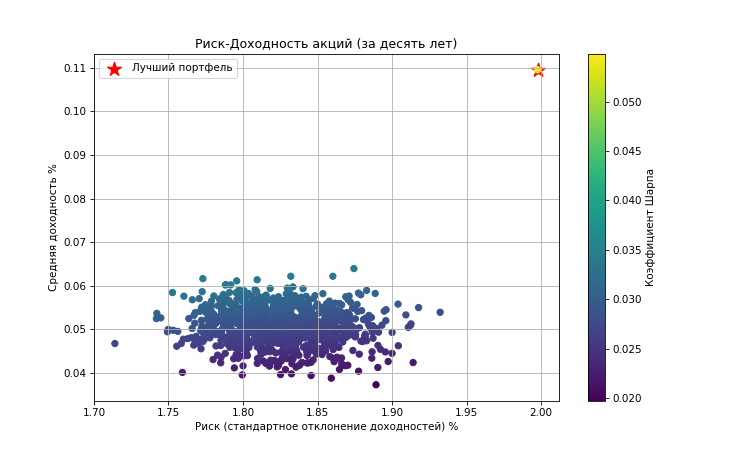 Риск-Доходность акций (за десять лет)
Лучший портфель
Средняя доходность %
0.11
0.10
0.09
0.08
0.07
0.06
0.05
0.04
1.70 1.75 1.80 1.85 1.90 1.95 2.00
Риск (стандартное отклонение доходностей) %
0.050
0.045
0.040
0.035
0.030
0.025
0.020
Коэффициент Шарпа